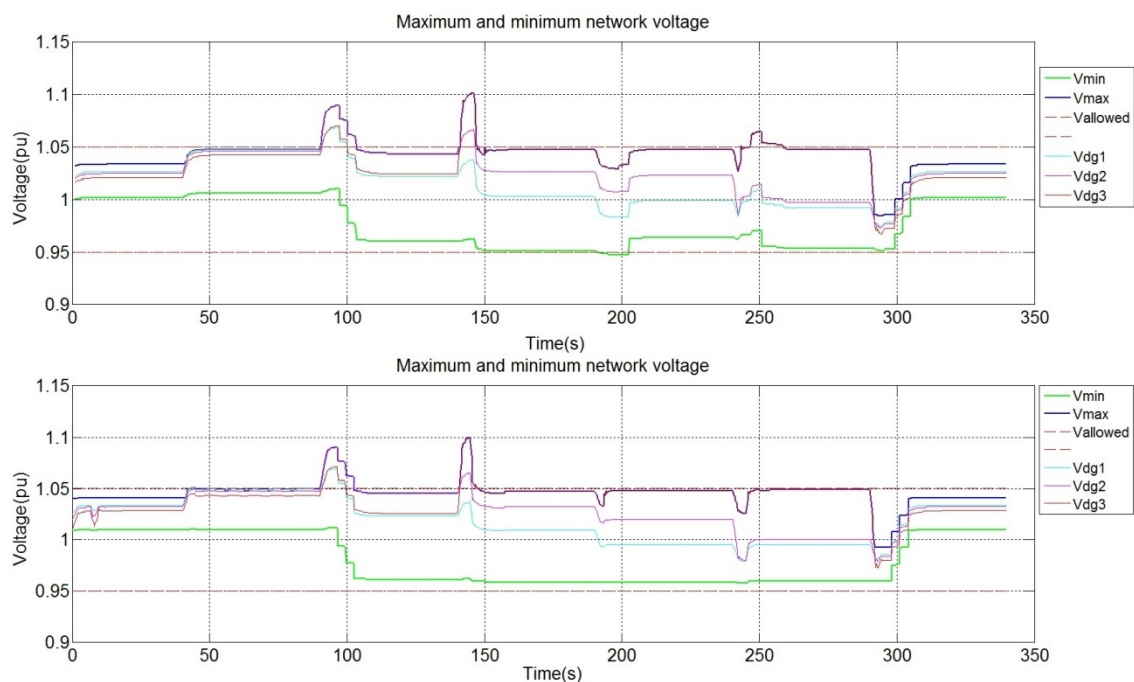 Maximum and minimum network voltage
1.15
1.1
1.05
1
0.95
0.9
Voltage(pu)
0 50 100 150 200 250 300 350
Time(s)
Vmin
Vmax
Vallowed
Vdg1
Vdg2
Vdg3
Maximum and minimum network voltage
1.15
1.1
1.05
1
0.95
0.9
Voltage(pu)
0 50 100 150 200 250 300 350
Time(s)
Vmin
Vmax
Vallowed
Vdg1
Vdg2
Vdg3